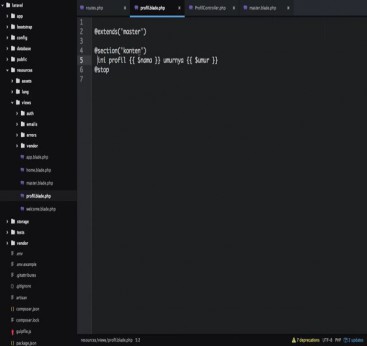 laravel
app
bootstrap
config
database
public
resources
assets
lang
views
auth
emails
errors
vendor
app.blade.php
home.blade.php
master.blade.php
profil.blade.php
welcome.blade.php
storage
tests
vendor
.env
.env.example
.gitattributes
.gitignore
artisan
composer.json
composer.lock
gulpfile.js
package.json
routes.php
profil.blade.php
ProfilController.php
master.blade.php
1
2 @extends('master')
3
4 @section('konten')
5 ini profil {{ $nama }} umurnya {{ $umur }}
6 @stop
7
resources/views/profil.blade.php 5:3
7 deprecations UTF-8 PHP 2 updates